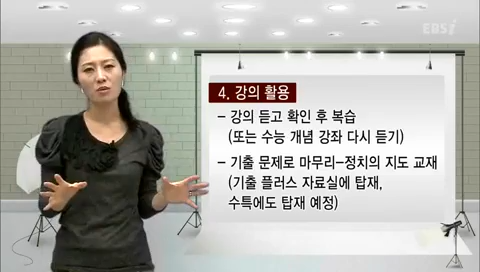 EBSi
4. 강의 활용
- 강의 듣고 확인 후 복습
(또는 수능 개념 강좌 다시 듣기)
- 기출 문제로 마무리-정치의 지도 교재
(기출 플러스 자료실에 탑재,
수특에도 탑재 예정)